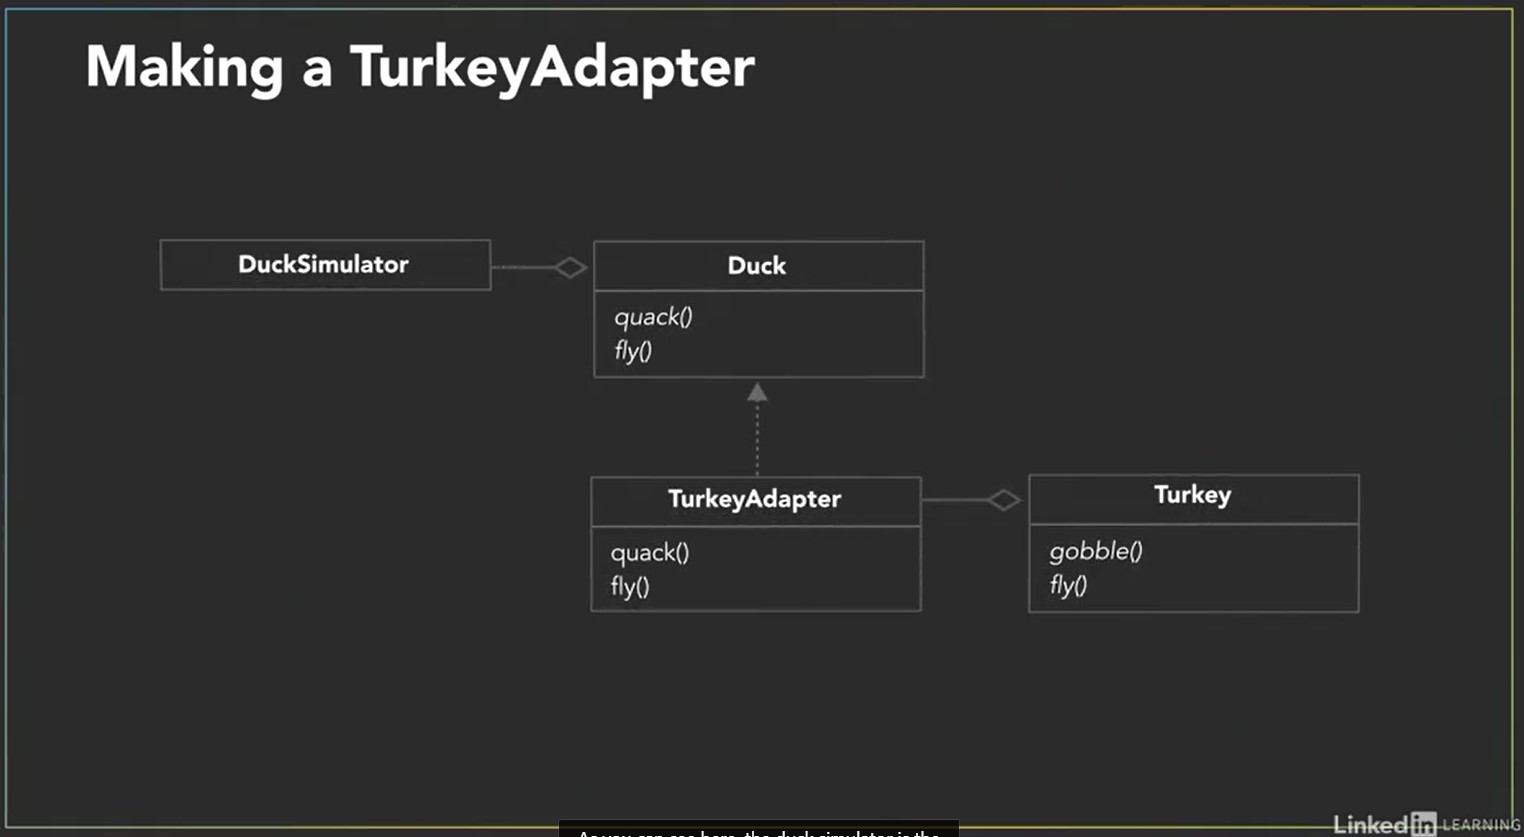 Making a TurkeyAdapter
DuckSimulator
Duck
quack()
fly()
TurkeyAdapter
quack()
fly()
Turkey
gobble()
fly()
As you can see here, the duck simulator is the
Linkedin LEARNING